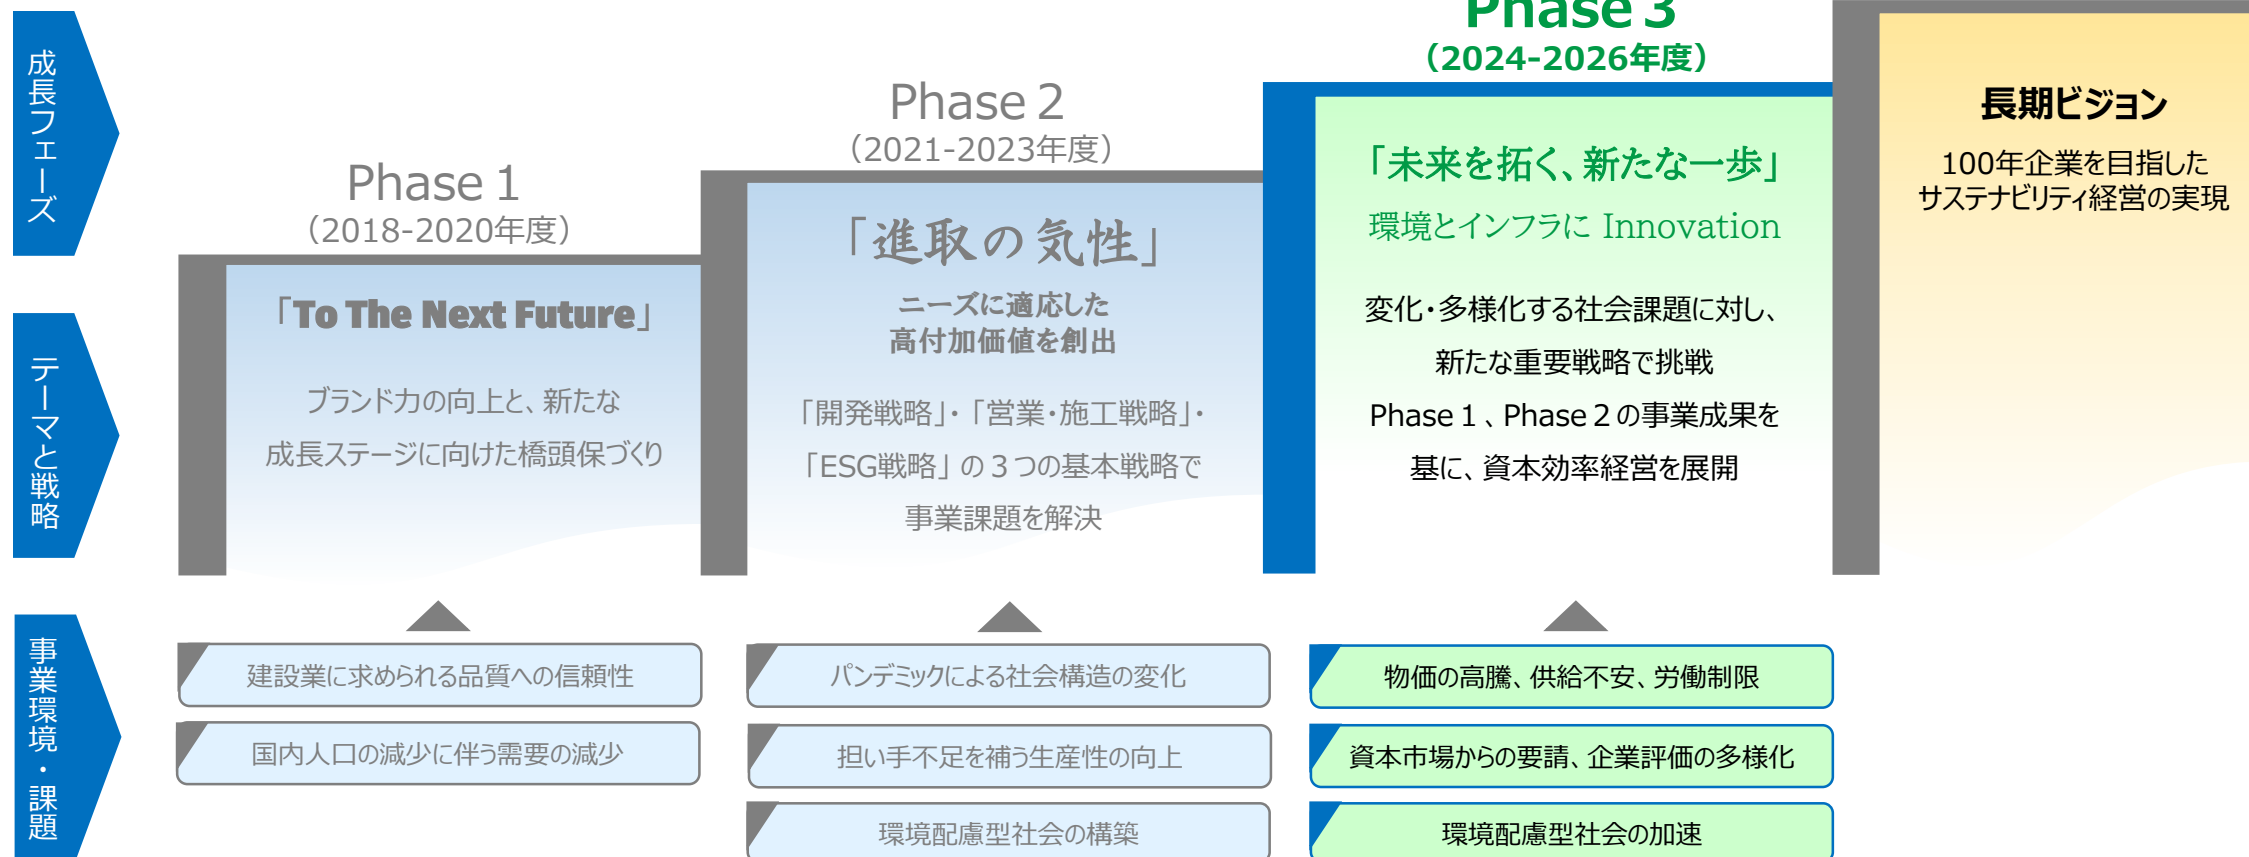 成長フェーズ
Phase 1
（2018-2020年度）
Phase 2
（2021-2023年度）
Phase 3
（2024-2026年度）
テーマと戦略
「To The Next Future」
ブランド力の向上と、新たな
成長ステージに向けた橋頭保づくり
「進取の気性」
ニーズに適応した
高付加価値を創出
「開発戦略」・「営業・施工戦略」・
「ESG戦略」の３つの基本戦略で
事業課題を解決
「未来を拓く、新たな一歩」
環境とインフラに Innovation
変化・多様化する社会課題に対し、
新たな重要戦略で挑戦
Phase１、Phase２の事業成果を
基に、資本効率経営を展開
長期ビジョン
100年企業を目指した
サステナビリティ経営の実現
事業環境・課題
建設業に求められる品質への信頼性
国内人口の減少に伴う需要の減少
パンデミックによる社会構造の変化
担い手不足を補う生産性の向上
環境配慮型社会の構築
物価の高騰、供給不安、労働制限
資本市場からの要請、企業評価の多様化
環境配慮型社会の加速